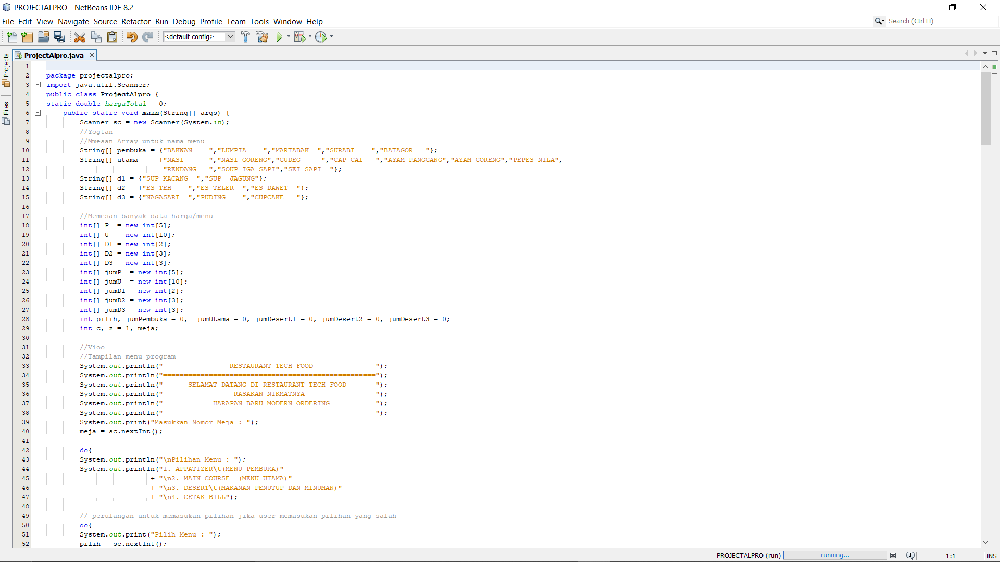 PROJECTALPRO - NetBeans IDE 8.2
File Edit View Navigate Source Refactor Run Debug Profile Team Tools Window Help
Search (Ctrl+I)
<default config>
Projects
Files
ProjectAlpro.java
1
2 package projectalpro;
3 import java.util.Scanner;
4 public class ProjectAlpro {
5 static double hargaTotal = 0;
6     public static void main(String[] args) {
7         Scanner sc = new Scanner(System.in);
8         //Yogtan
9         //Mmesan Array untuk nama menu
10         String[] pembuka = {"BAKWAN    ","LUMPIA    ","MARTABAK  ","SURABI    ","BATAGOR   "};
11         String[] utama   = {"NASI      ","NASI GORENG","GUDEG     ","CAP CAI   ","AYAM PANGGANG","AYAM GORENG","PEPES NILA",
12                             "RENDANG   ","SOUP IGA SAPI","SEI SAPI  "};
13         String[] d1 = {"SUP KACANG  ","SUP  JAGUNG"};
14         String[] d2 = {"ES TEH    ","ES TELER  ","ES DAWET  "};
15         String[] d3 = {"NAGASARI  ","PUDING    ","CUPCAKE   "};
16
17         //Memesan banyak data harga/menu
18         int[] P  = new int[5];
19         int[] U  = new int[10];
20         int[] D1 = new int[2];
21         int[] D2 = new int[3];
22         int[] D3 = new int[3];
23         int[] jumP  = new int[5];
24         int[] jumU  = new int[10];
25         int[] jumD1 = new int[2];
26         int[] jumD2 = new int[3];
27         int[] jumD3 = new int[3];
28         int pilih, jumPembuka = 0,  jumUtama = 0, jumDesert1 = 0, jumDesert2 = 0, jumDesert3 = 0;
29         int c, z = 1, meja;
30
31         //Vioo
32         //Tampilan menu program
33         System.out.println("                RESTAURANT TECH FOOD               ");
34         System.out.println("===================================================");
35         System.out.println("      SELAMAT DATANG DI RESTAURANT TECH FOOD       ");
36         System.out.println("                 RASAKAN NIKMATNYA                 ");
37         System.out.println("            HARAPAN BARU MODERN ORDERING           ");
38         System.out.println("===================================================");
39         System.out.print("Masukkan Nomor Meja : ");
40         meja = sc.nextInt();
41
42         do{
43         System.out.println("\nPilihan Menu : ");
44         System.out.println("1. APPATIZER\t(MENU PEMBUKA)"
45                          + "\n2. MAIN COURSE  (MENU UTAMA)"
46                          + "\n3. DESERT\t(MAKANAN PENUTUP DAN MINUMAN)"
47                          + "\n4. CETAK BILL");
48
49         // perulangan untuk memasukan pilihan jika user memasukan pilihan yang salah
50         do{
51         System.out.print("Pilih Menu : ");
52         pilih = sc.nextInt();
PROJECTALPRO (run) running... 1 1:1 INS